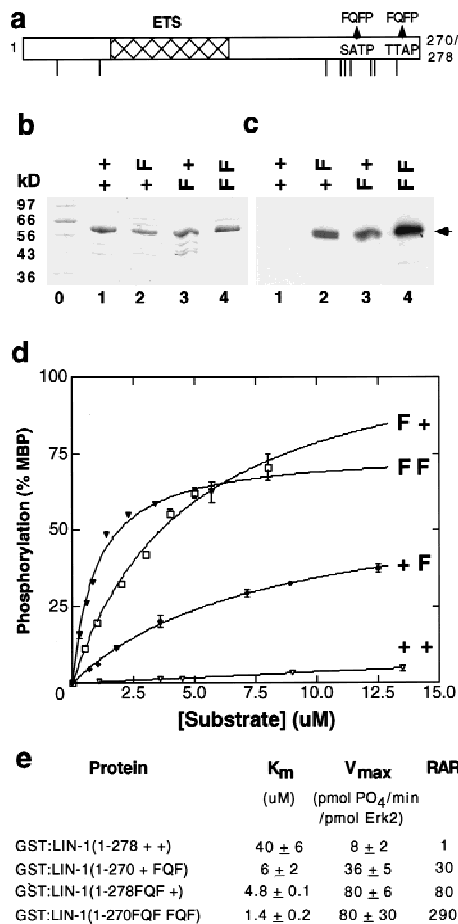 a
ETS
FQFP FQFP
1
SATP TTAP
270/
278
b
c
+ F + F
kD + + F F
+ F + F
+ + F F
97
66
56
43
36
0 1 2 3 4
1 2 3 4
d
Phosphorylation (% MBP)
100
75
50
25
0
0 2.5 5.0 7.5 10.0 12.5 15.0
[Substrate] (uM)
F +
F F
+ F
+ +
e
Protein Km Vmax RAR
(uM) (pmol PO4/min
/pmol Erk2)
GST:LIN-1(1-278 + +) 40 ± 6 8 ± 2 1
GST:LIN-1(1-270 + FQF) 6 ± 2 36 ± 5 30
GST:LIN-1(1-278FQF +) 4.8 ± 0.1 80 ± 6 80
GST:LIN-1(1-270FQF FQF) 1.4 ± 0.2 80 ± 30 290